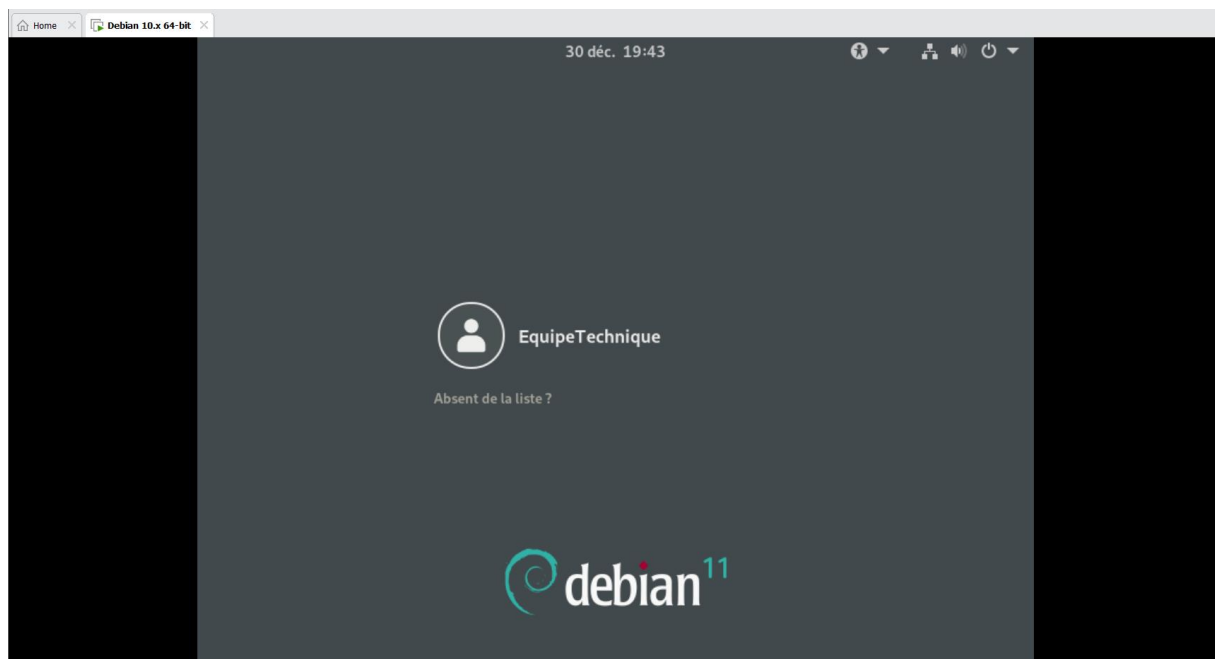 Home
Debian 10.x 64-bit
30 déc. 19:43
EquipeTechnique
Absent de la liste ?
debian 11